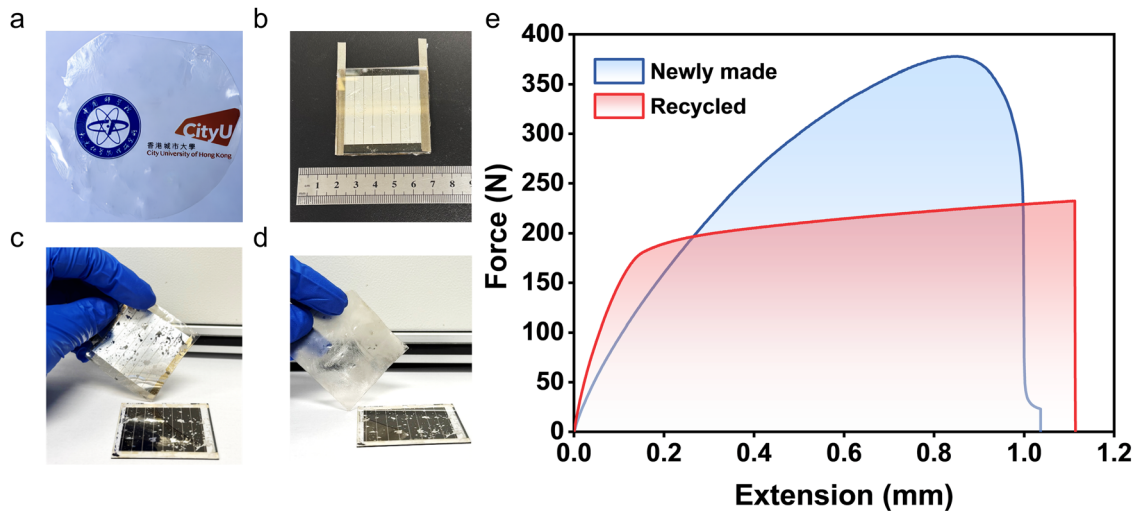 a
b
CityU
香港城市大學
City University of Hong Kong
1 2 3 4 5 6 7 8
c
d
e
Newly made
Recycled
Force (N)
400
350
300
250
200
150
100
50
0
0.0 0.2 0.4 0.6 0.8 1.0 1.2
Extension (mm)